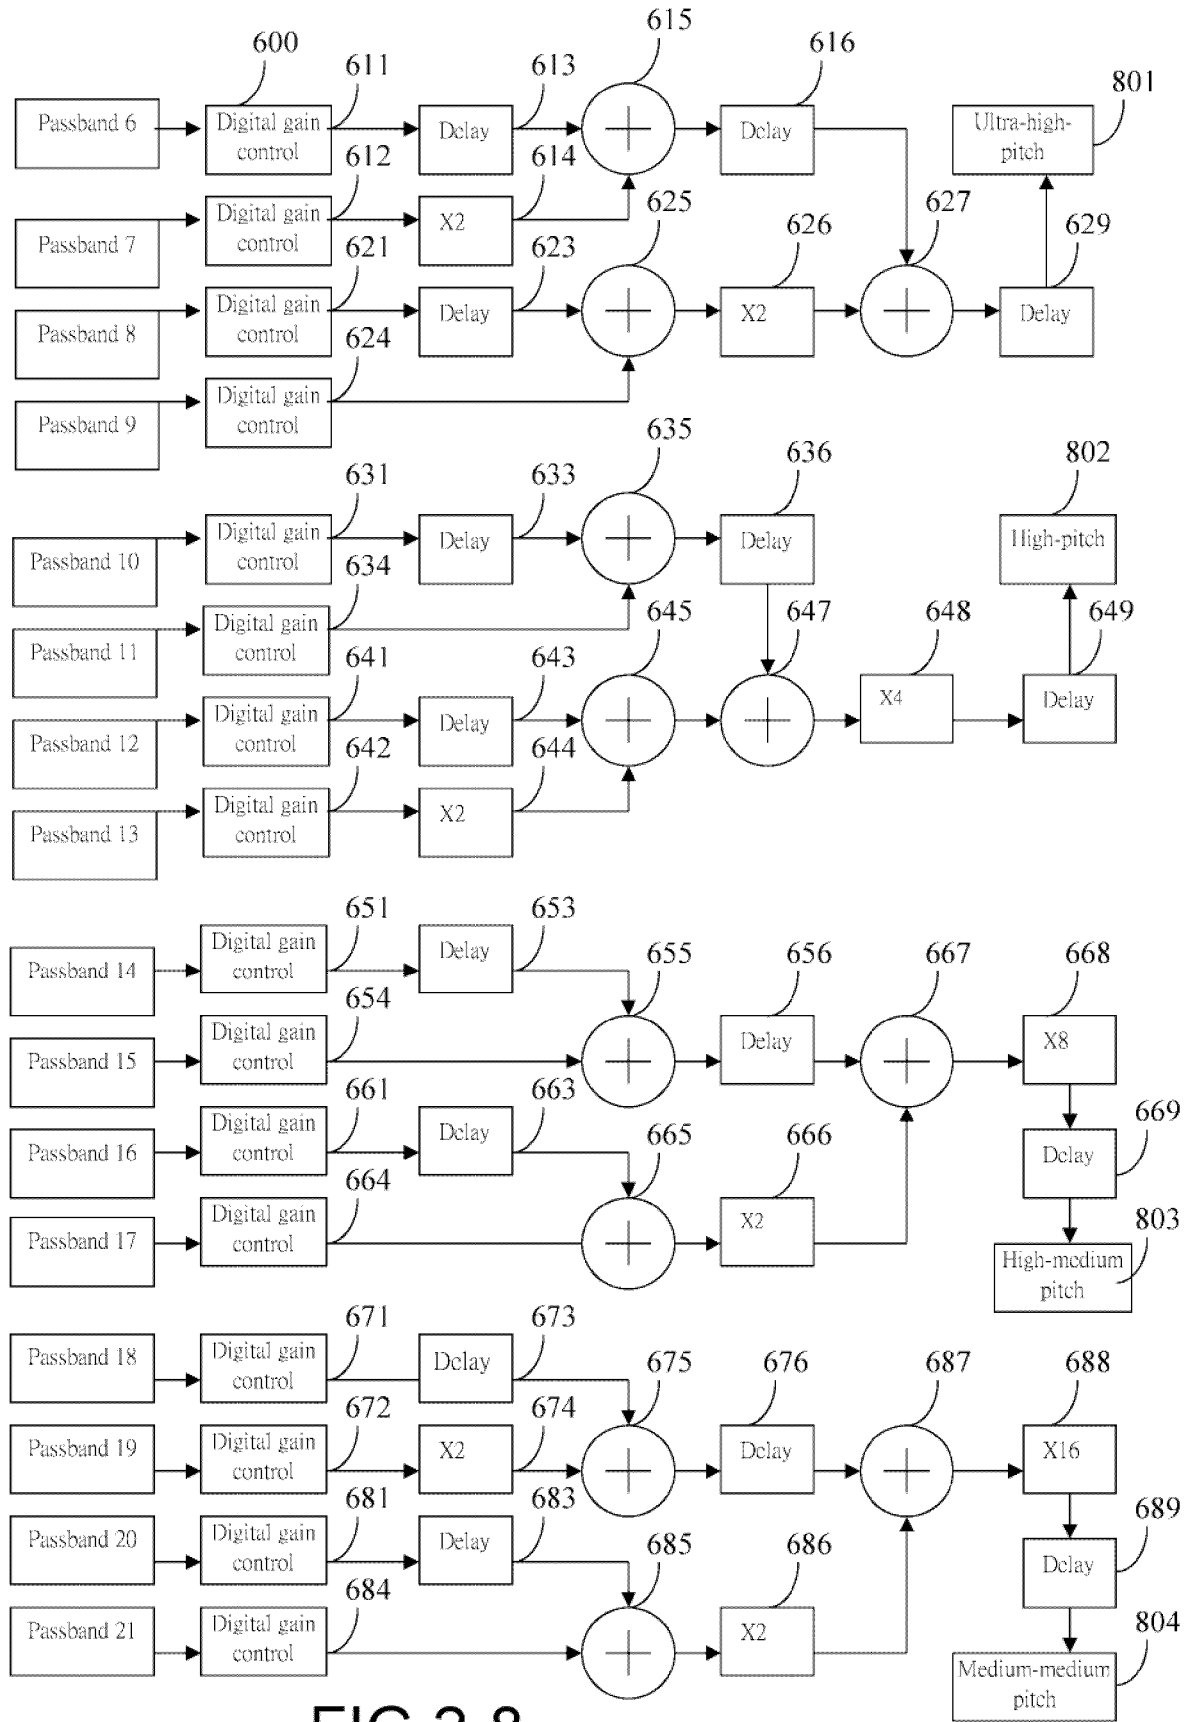 615
600
611
613
616
801
Passband 6
Digital gain
control
Delay
Delay
Ultra-high-
pitch
612
614
625
627
629
Passband 7
Digital gain
control
X2
621
623
626
Passband 8
Digital gain
control
Delay
X2
Delay
624
Passband 9
Digital gain
control
635
636
802
631
633
Passband 10
Digital gain
control
Delay
Delay
High-pitch
634
645
647
648
649
Passband 11
Digital gain
control
641
643
Passband 12
Digital gain
control
Delay
X4
Delay
642
644
Passband 13
Digital gain
control
X2
651
653
655
656
667
668
Passband 14
Digital gain
control
Delay
654
Passband 15
Digital gain
control
Delay
X8
661
663
665
666
669
Passband 16
Digital gain
control
Delay
Delay
664
803
Passband 17
Digital gain
control
X2
High-medium
pitch
671
673
675
676
687
688
Passband 18
Digital gain
control
Delay
672
674
Passband 19
Digital gain
control
X2
Delay
X16
681
683
685
686
689
Passband 20
Digital gain
control
Delay
Delay
684
804
Passband 21
Digital gain
control
X2
Medium-medium
pitch
FIG 2-8